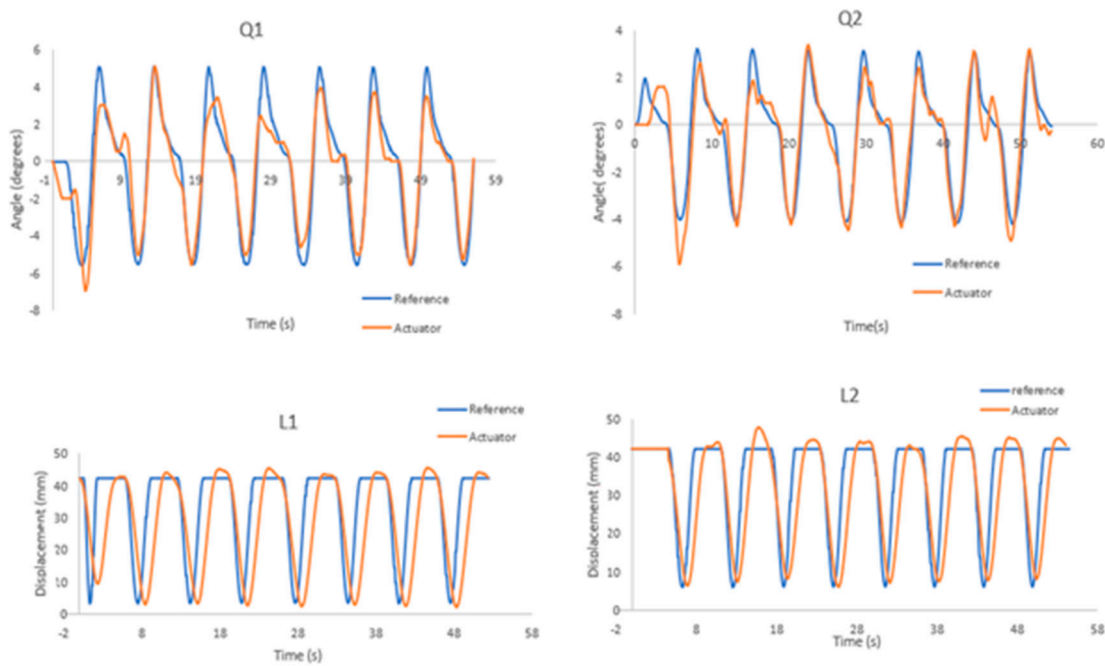 Q1
6
4
2
0
-2
-4
-6
-8
-1 9 19 29 39 49 59
Angle (degrees)
Time (s)
Reference
Actuator
Q2
4
2
0
-2
-4
-6
-8
0 10 20 30 40 50 60
Angle( degrees)
Time(s)
Reference
Actuator
L1
Reference
Actuator
50
40
30
20
10
0
-2 8 18 28 38 48 58
Displacement (mm)
Time (s)
L2
reference
Actuator
50
40
30
20
10
0
-2 8 18 28 38 48 58
Displacement (mm)
Time (s)